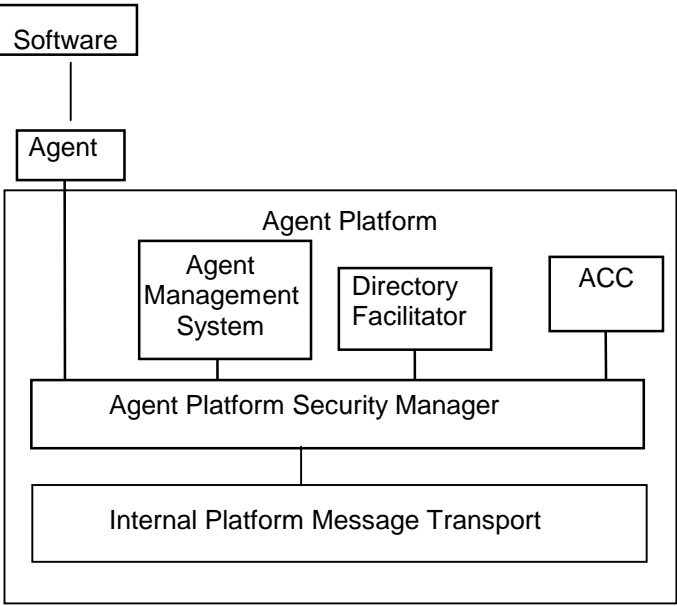 Software
Agent
Agent Platform
Agent
Management
System
Directory
Facilitator
ACC
Agent Platform Security Manager
Internal Platform Message Transport